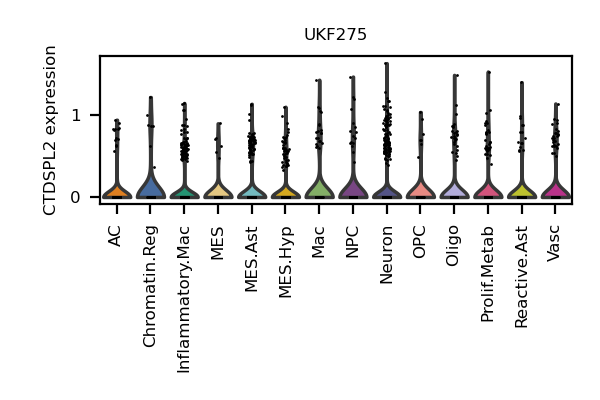 UKF275
CTDSPL2 expression
1
0
AC
Chromatin.Reg
Inflammatory.Mac
MES
MES.Ast
MES.Hyp
Mac
NPC
Neuron
OPC
Oligo
Prolif.Metab
Reactive.Ast
Vasc